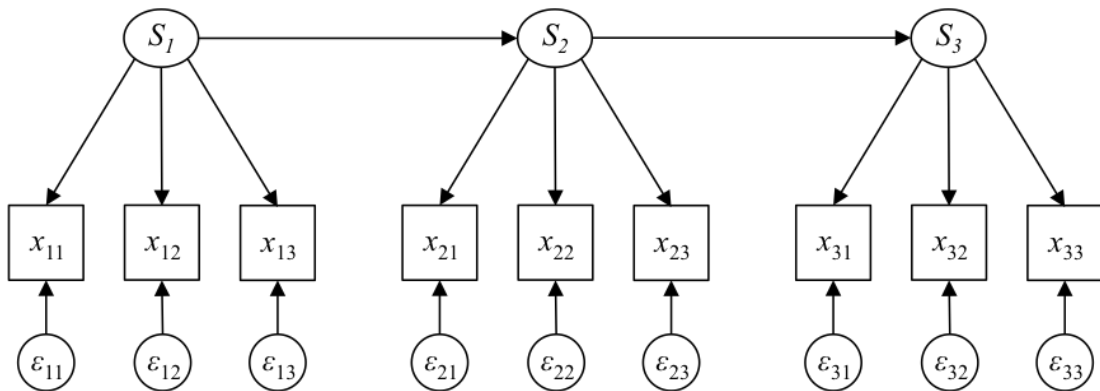 S₁ S₂ S₃
x₁₁ x₁₂ x₁₃ x₂₁ x₂₂ x₂₃ x₃₁ x₃₂ x₃₃
ε₁₁ ε₁₂ ε₁₃ ε₂₁ ε₂₂ ε₂₃ ε₃₁ ε₃₂ ε₃₃